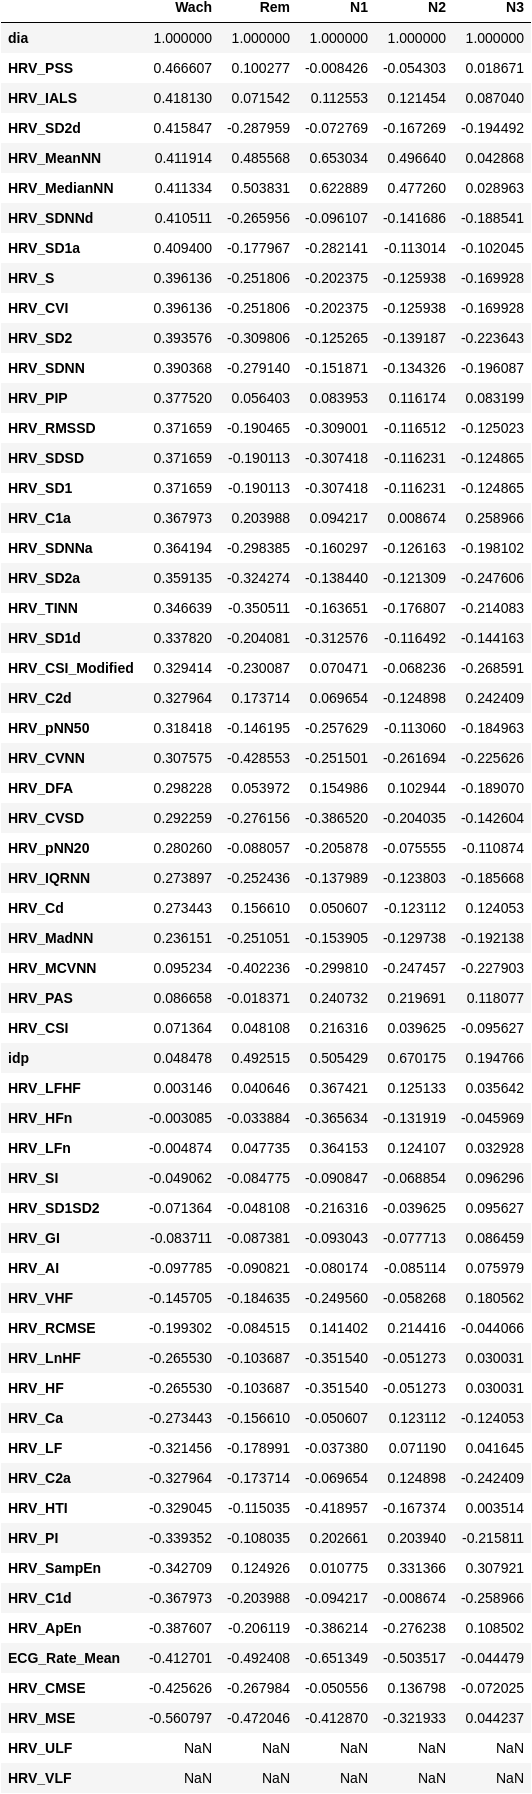 Wach Rem N1 N2 N3
dia 1.000000 1.000000 1.000000 1.000000 1.000000
HRV_PSS 0.466607 0.100277 -0.008426 -0.054303 0.018671
HRV_IALS 0.418130 0.071542 0.112553 0.121454 0.087040
HRV_SD2d 0.415847 -0.287959 -0.072769 -0.167269 -0.194492
HRV_MeanNN 0.411914 0.485568 0.653034 0.496640 0.042868
HRV_MedianNN 0.411334 0.503831 0.622889 0.477260 0.028963
HRV_SDNNd 0.410511 -0.265956 -0.096107 -0.141686 -0.188541
HRV_SD1a 0.409400 -0.177967 -0.282141 -0.113014 -0.102045
HRV_S 0.396136 -0.251806 -0.202375 -0.125938 -0.169928
HRV_CVI 0.396136 -0.251806 -0.202375 -0.125938 -0.169928
HRV_SD2 0.393576 -0.309806 -0.125265 -0.139187 -0.223643
HRV_SDNN 0.390368 -0.279140 -0.151871 -0.134326 -0.196087
HRV_PIP 0.377520 0.056403 0.083953 0.116174 0.083199
HRV_RMSSD 0.371659 -0.190465 -0.309001 -0.116512 -0.125023
HRV_SDSD 0.371659 -0.190113 -0.307418 -0.116231 -0.124865
HRV_SD1 0.371659 -0.190113 -0.307418 -0.116231 -0.124865
HRV_C1a 0.367973 0.203988 0.094217 0.008674 0.258966
HRV_SDNNa 0.364194 -0.298385 -0.160297 -0.126163 -0.198102
HRV_SD2a 0.359135 -0.324274 -0.138440 -0.121309 -0.247606
HRV_TINN 0.346639 -0.350511 -0.163651 -0.176807 -0.214083
HRV_SD1d 0.337820 -0.204081 -0.312576 -0.116492 -0.144163
HRV_CSI_Modified 0.329414 -0.230087 0.070471 -0.068236 -0.268591
HRV_C2d 0.327964 0.173714 0.069654 -0.124898 0.242409
HRV_pNN50 0.318418 -0.146195 -0.257629 -0.113060 -0.184963
HRV_CVNN 0.307575 -0.428553 -0.251501 -0.261694 -0.225626
HRV_DFA 0.298228 0.053972 0.154986 0.102944 -0.189070
HRV_CVSD 0.292259 -0.276156 -0.386520 -0.204035 -0.142604
HRV_pNN20 0.280260 -0.088057 -0.205878 -0.075555 -0.110874
HRV_IQRNN 0.273897 -0.252436 -0.137989 -0.123803 -0.185668
HRV_Cd 0.273443 0.156610 0.050607 -0.123112 0.124053
HRV_MadNN 0.236151 -0.251051 -0.153905 -0.129738 -0.192138
HRV_MCVNN 0.095234 -0.402236 -0.299810 -0.247457 -0.227903
HRV_PAS 0.086658 -0.018371 0.240732 0.219691 0.118077
HRV_CSI 0.071364 0.048108 0.216316 0.039625 -0.095627
idp 0.048478 0.492515 0.505429 0.670175 0.194766
HRV_LFHF 0.003146 0.040646 0.367421 0.125133 0.035642
HRV_HFn -0.003085 -0.033884 -0.365634 -0.131919 -0.045969
HRV_LFn -0.004874 0.047735 0.364153 0.124107 0.032928
HRV_SI -0.049062 -0.084775 -0.090847 -0.068854 0.096296
HRV_SD1SD2 -0.071364 -0.048108 -0.216316 -0.039625 0.095627
HRV_GI -0.083711 -0.087381 -0.093043 -0.077713 0.086459
HRV_AI -0.097785 -0.090821 -0.080174 -0.085114 0.075979
HRV_VHF -0.145705 -0.184635 -0.249560 -0.058268 0.180562
HRV_RCMSE -0.199302 -0.084515 0.141402 0.214416 -0.044066
HRV_LnHF -0.265530 -0.103687 -0.351540 -0.051273 0.030031
HRV_HF -0.265530 -0.103687 -0.351540 -0.051273 0.030031
HRV_Ca -0.273443 -0.156610 -0.050607 0.123112 -0.124053
HRV_LF -0.321456 -0.178991 -0.037380 0.071190 0.041645
HRV_C2a -0.327964 -0.173714 -0.069654 0.124898 -0.242409
HRV_HTI -0.329045 -0.115035 -0.418957 -0.167374 0.003514
HRV_PI -0.339352 -0.108035 0.202661 0.203940 -0.215811
HRV_SampEn -0.342709 0.124926 0.010775 0.331366 0.307921
HRV_C1d -0.367973 -0.203988 -0.094217 -0.008674 -0.258966
HRV_ApEn -0.387607 -0.206119 -0.386214 -0.276238 0.108502
ECG_Rate_Mean -0.412701 -0.492408 -0.651349 -0.503517 -0.044479
HRV_CMSE -0.425626 -0.267984 -0.050556 0.136798 -0.072025
HRV_MSE -0.560797 -0.472046 -0.412870 -0.321933 0.044237
HRV_ULF NaN NaN NaN NaN NaN
HRV_VLF NaN NaN NaN NaN NaN